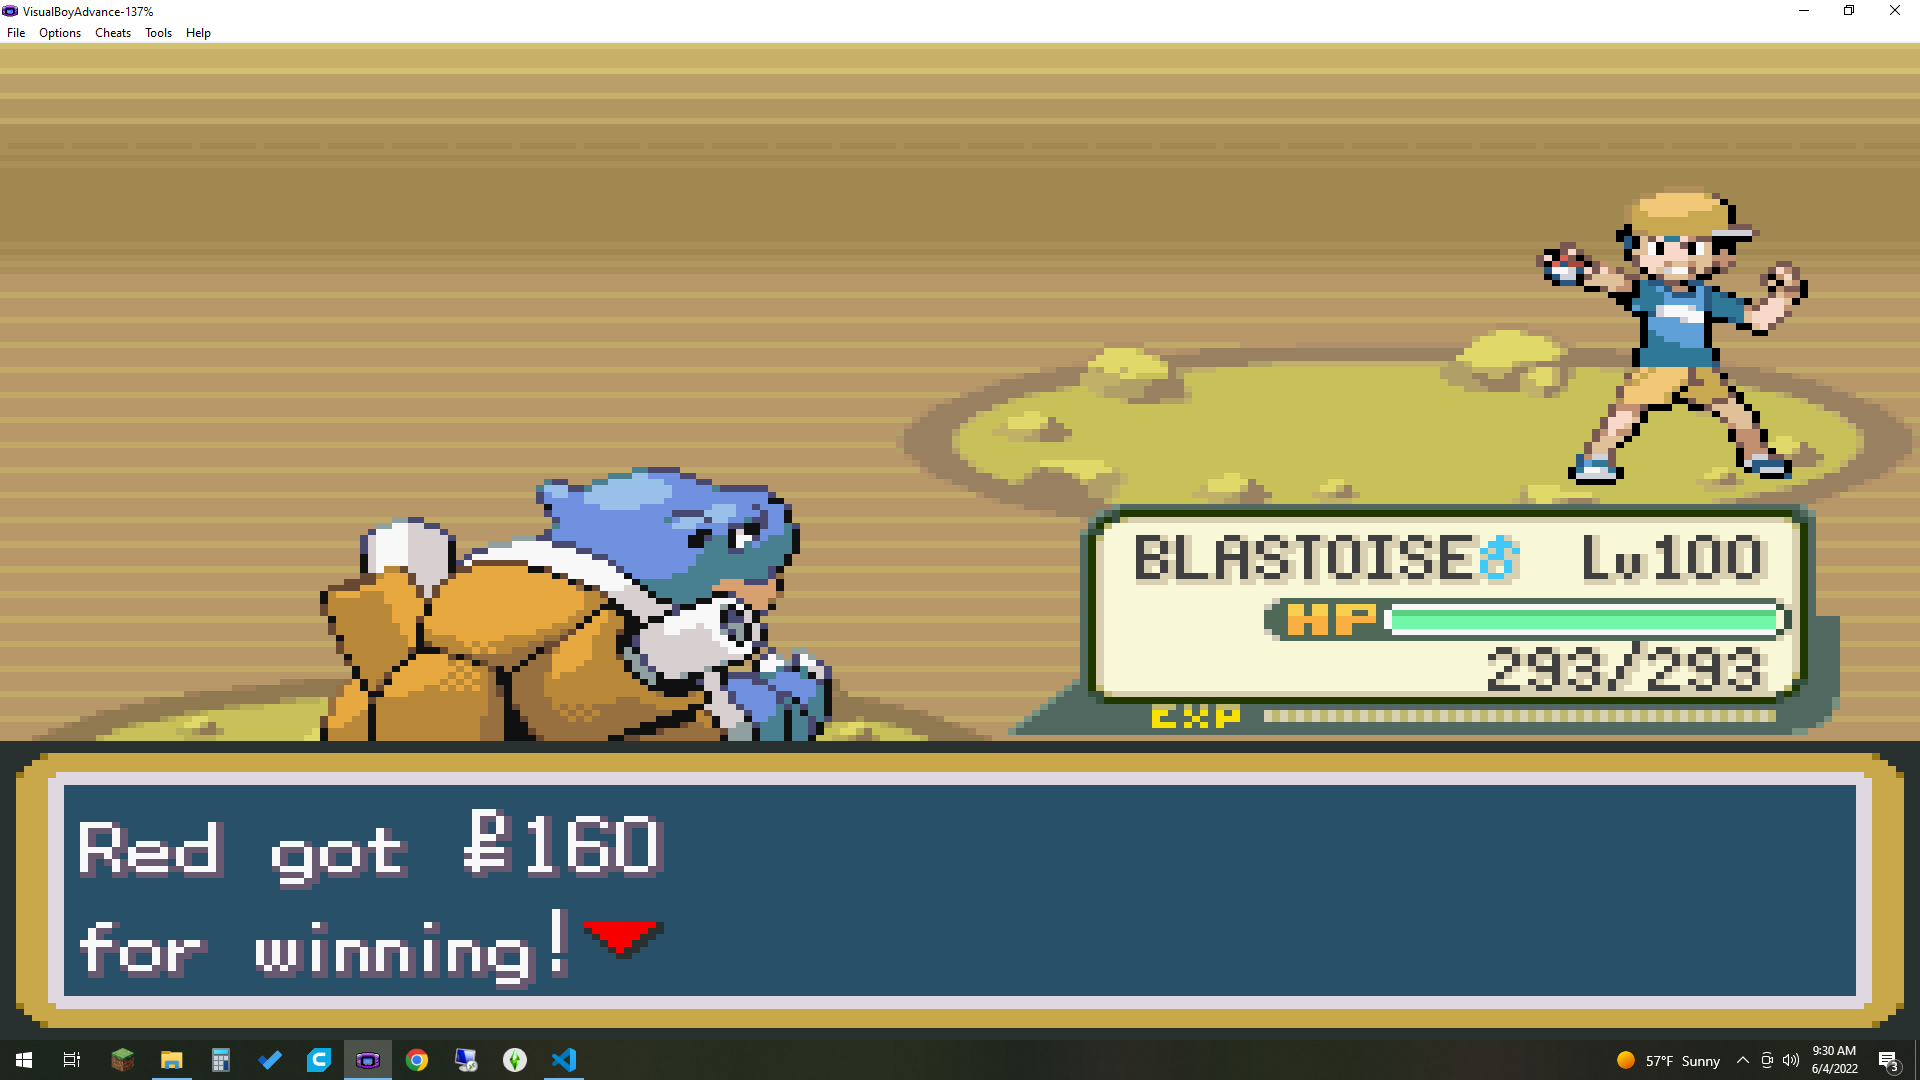 VisualBoyAdvance-137%
File Options Cheats Tools Help
BLASTOISE♂ Lv100
HP
293/293
EXP
Red got ₽160
for winning!
57°F Sunny
9:30 AM
6/4/2022
3